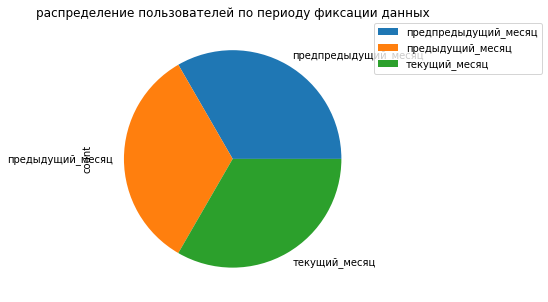 распределение пользователей по периоду фиксации данных
предпредыдущий_месяц
предыдущий_месяц
текущий_месяц
предпредыдущий_месяц
предыдущий_месяц
count
текущий_месяц